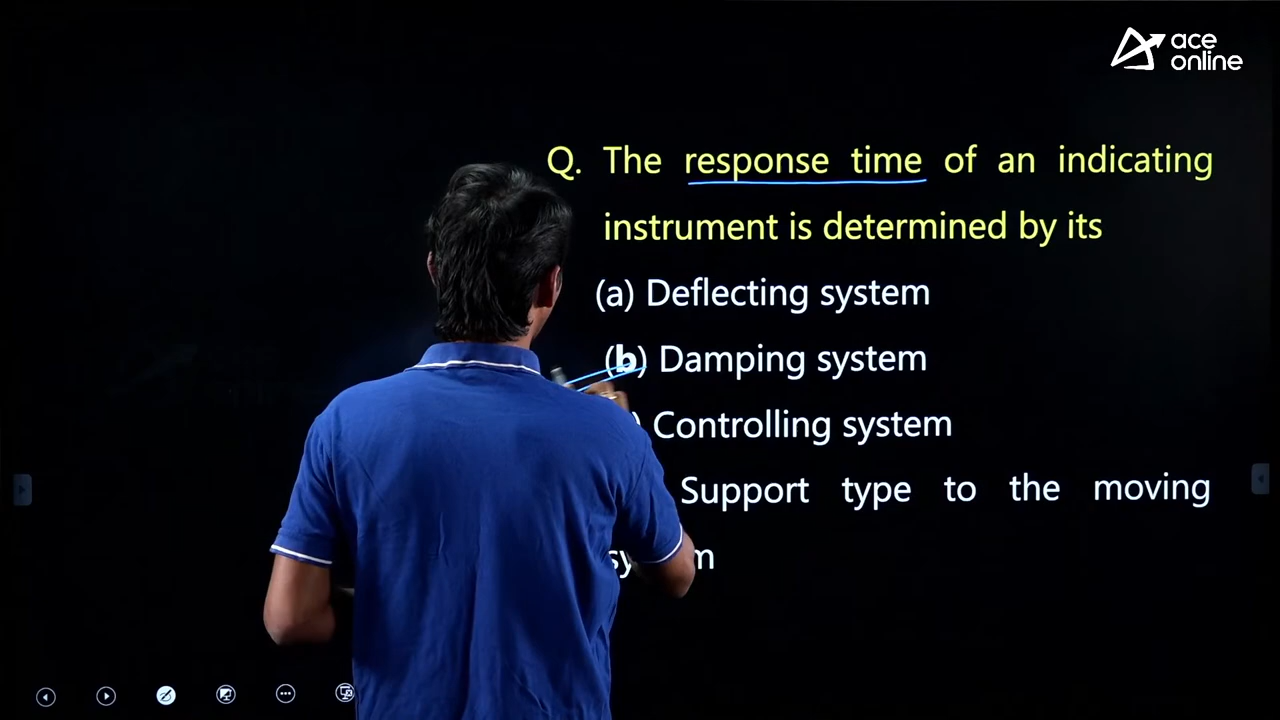 ace
online
Q. The response time of an indicating
instrument is determined by its
(a) Deflecting system
(b) Damping system
) Controlling system
Support type to the moving